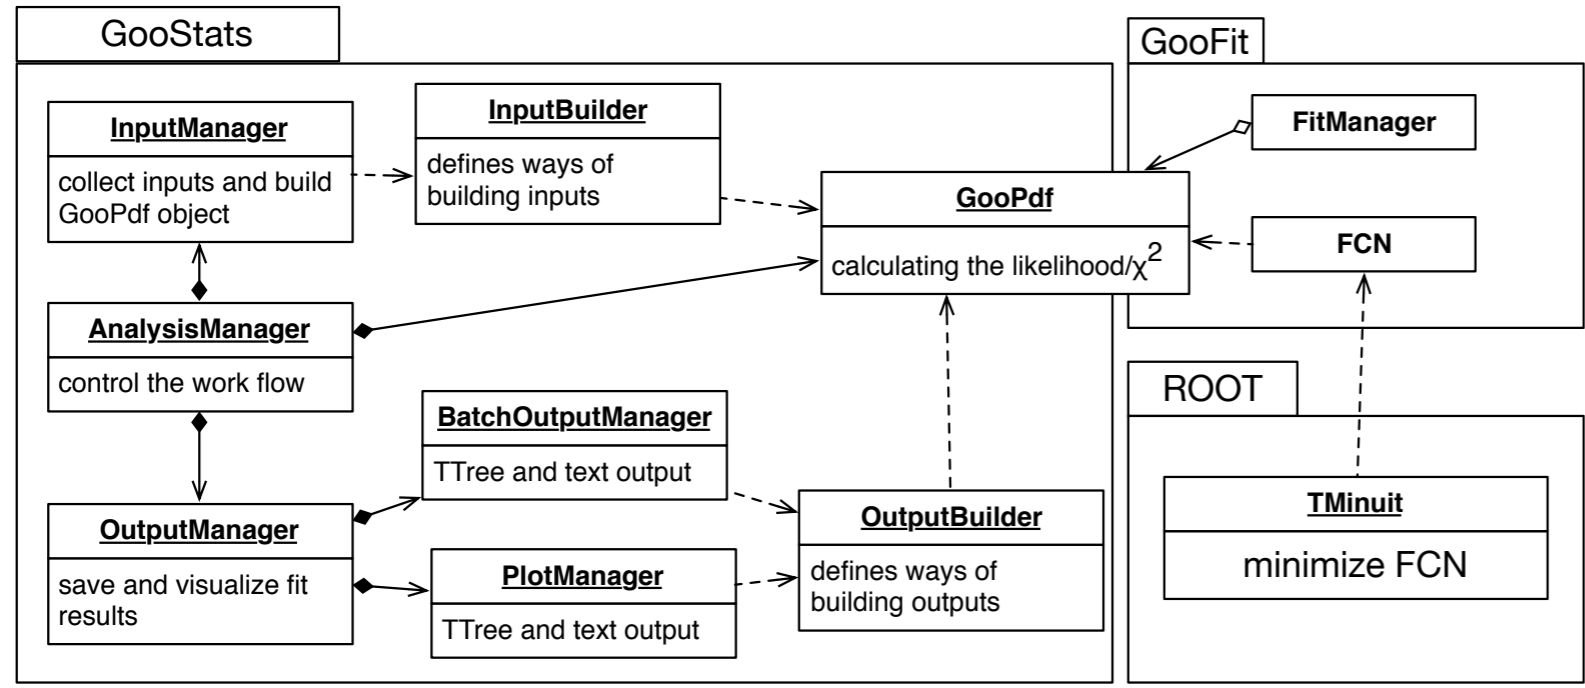 GooStats
InputManager
collect inputs and build
GooPdf object
InputBuilder
defines ways of
building inputs
AnalysisManager
control the work flow
BatchOutputManager
TTree and text output
OutputManager
save and visualize fit
results
PlotManager
TTree and text output
OutputBuilder
defines ways of
building outputs
GooPdf
calculating the likelihood/χ²
GooFit
FitManager
FCN
ROOT
TMinuit
minimize FCN